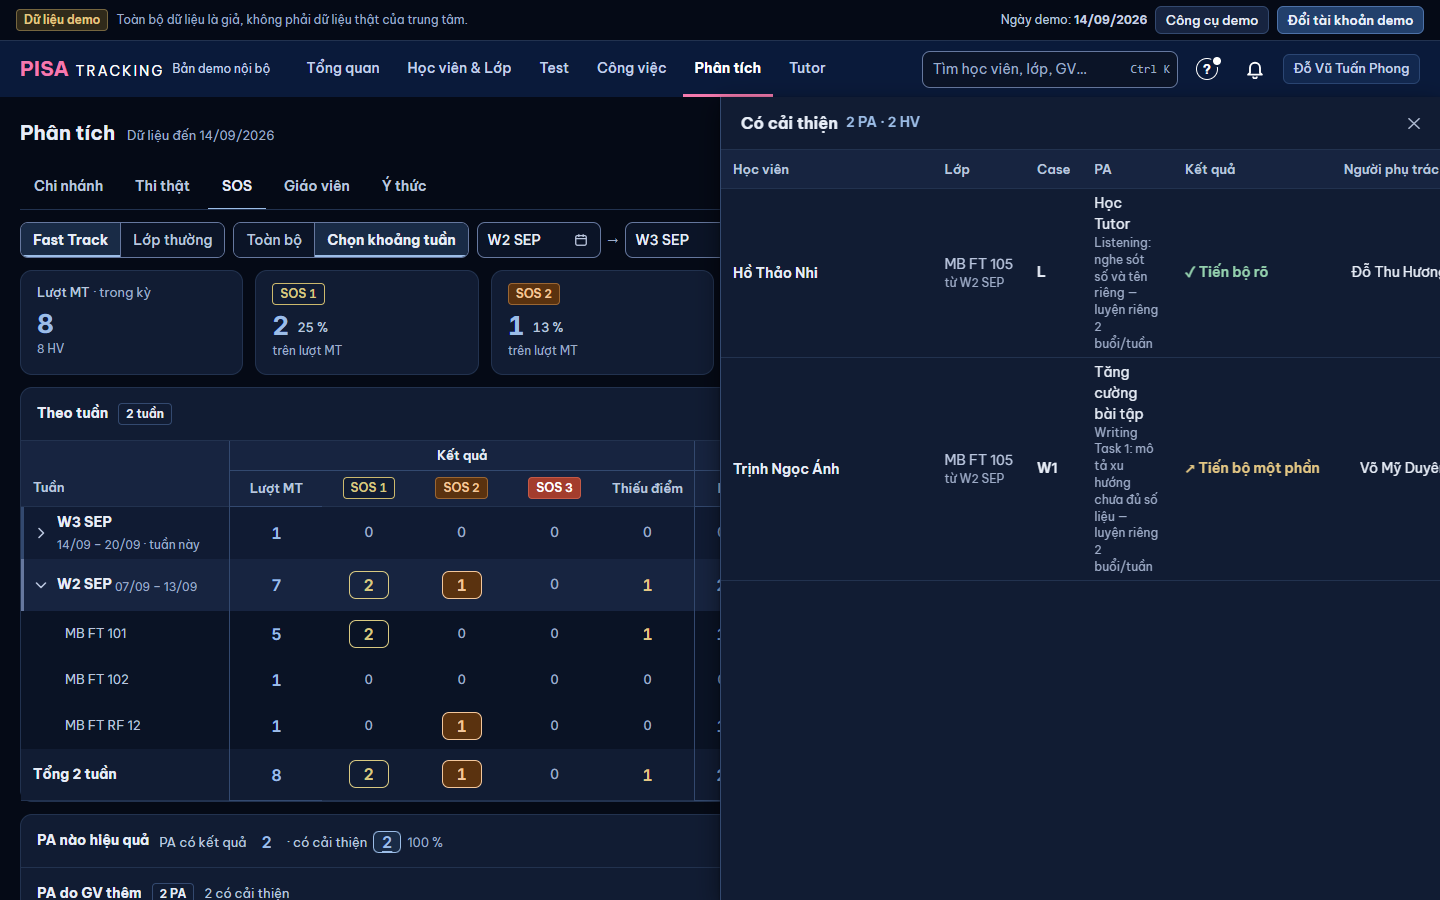 Dữ liệu demo Toàn bộ dữ liệu là giả, không phải dữ liệu thật của trung tâm. Ngày demo: 14/09/2026 Công cụ demo Đổi tài khoản demo
PISA TRACKING Bản demo nội bộ Tổng quan Học viên & Lớp Test Công việc Phân tích Tutor Tìm học viên, lớp, GV... Ctrl K ? Đỗ Vũ Tuấn Phong
Phân tích Dữ liệu đến 14/09/2026
Chi nhánh Thi thật SOS Giáo viên Ý thức
Fast Track Lớp thường Toàn bộ Chọn khoảng tuần W2 SEP → W3 SEP
Lượt MT · trong kỳ
8
8 HV
SOS 1
2 25 %
trên lượt MT
SOS 2
1 13 %
trên lượt MT
Theo tuần 2 tuần
Kết quả
Tuần Lượt MT SOS 1 SOS 2 SOS 3 Thiếu điểm
W3 SEP
14/09 – 20/09 · tuần này
1 0 0 0 0
W2 SEP 07/09 – 13/09 7 2 1 0 1
MB FT 101 5 2 0 0 1
MB FT 102 1 0 0 0 0
MB FT RF 12 1 0 1 0 0
Tổng 2 tuần 8 2 1 0 1
PA nào hiệu quả PA có kết quả 2 · có cải thiện 2 100 %
PA do GV thêm 2 PA 2 có cải thiện
Có cải thiện 2 PA · 2 HV
Học viên Lớp Case PA Kết quả Người phụ trác
Hồ Thảo Nhi
MB FT 105
từ W2 SEP
L
Học
Tutor
Listening:
nghe sót
số và tên
riêng —
luyện riêng
2
buổi/tuần
✓ Tiến bộ rõ
Đỗ Thu Hương
Trịnh Ngọc Ánh
MB FT 105
từ W2 SEP
W1
Tăng
cường
bài tập
Writing
Task 1: mô
tả xu
hướng
chưa đủ số
liệu —
luyện riêng
2
buổi/tuần
↗ Tiến bộ một phần
Võ Mỹ Duyên